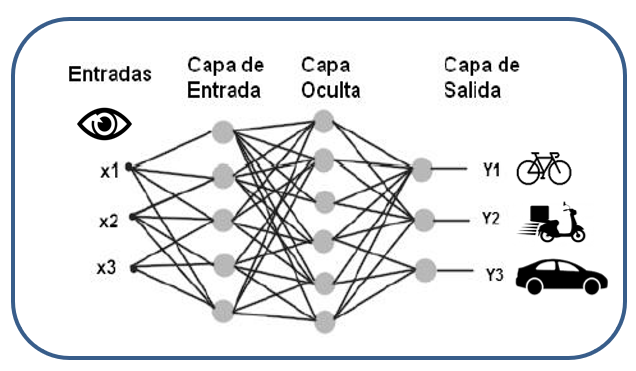 Entradas
Capa de
Entrada
Capa
Oculta
Capa de
Salida
x1
x2
x3
Y1
Y2
Y3